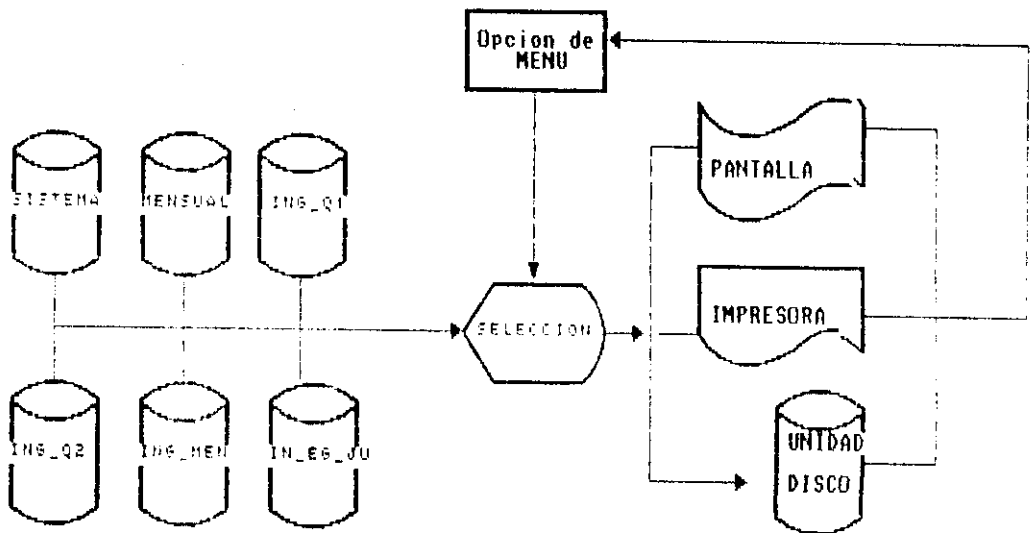 Opcion de
MENU
SISTEMA
MENSUAL
ING_Q1
PANTALLA
SELECCION
IMPRESORA
ING_Q2
ING_MEN
IN_EG_JU
UNIDAD
DISCO